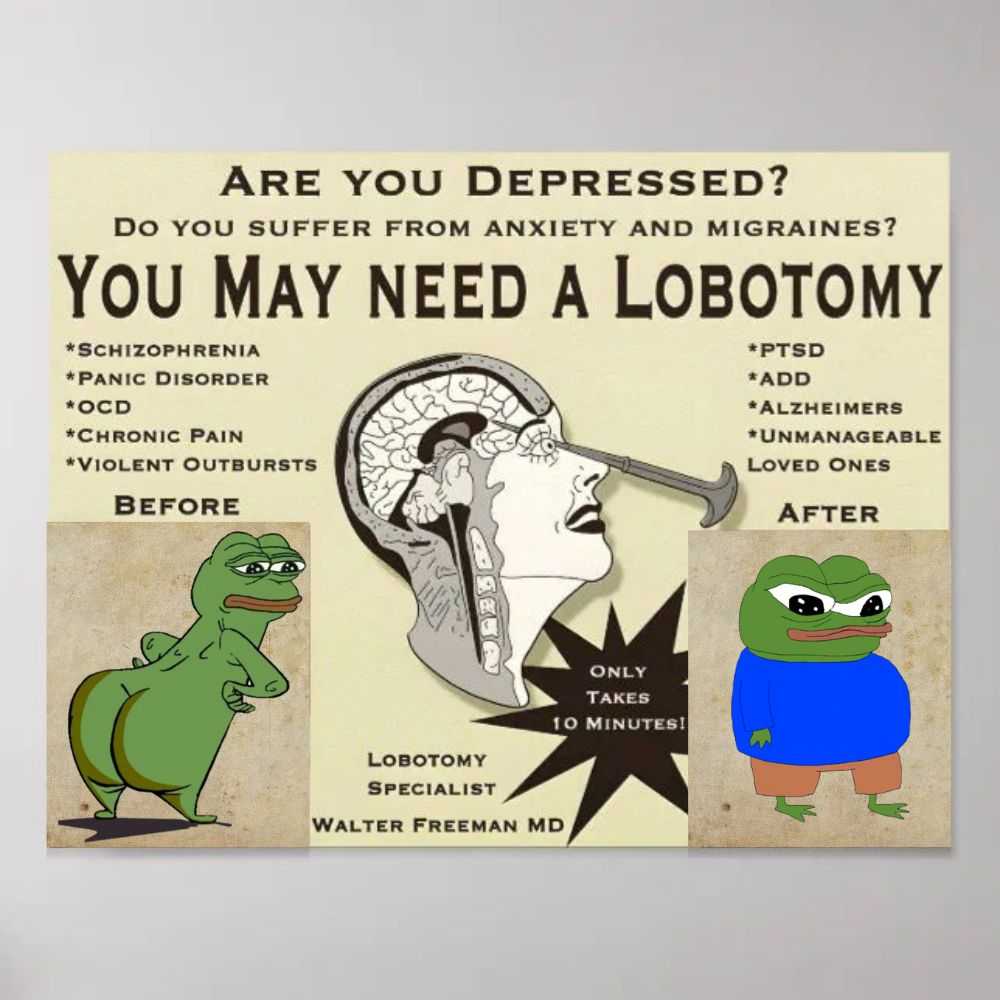 Are you Depressed?
Do you suffer from anxiety and migraines?
You May need a Lobotomy
*Schizophrenia
*Panic Disorder
*OCD
*Chronic Pain
*Violent Outbursts
*PTSD
*ADD
*Alzheimers
*Unmanageable
Loved Ones
Before
After
Only
Takes
10 Minutes!
Lobotomy
Specialist
Walter Freeman MD